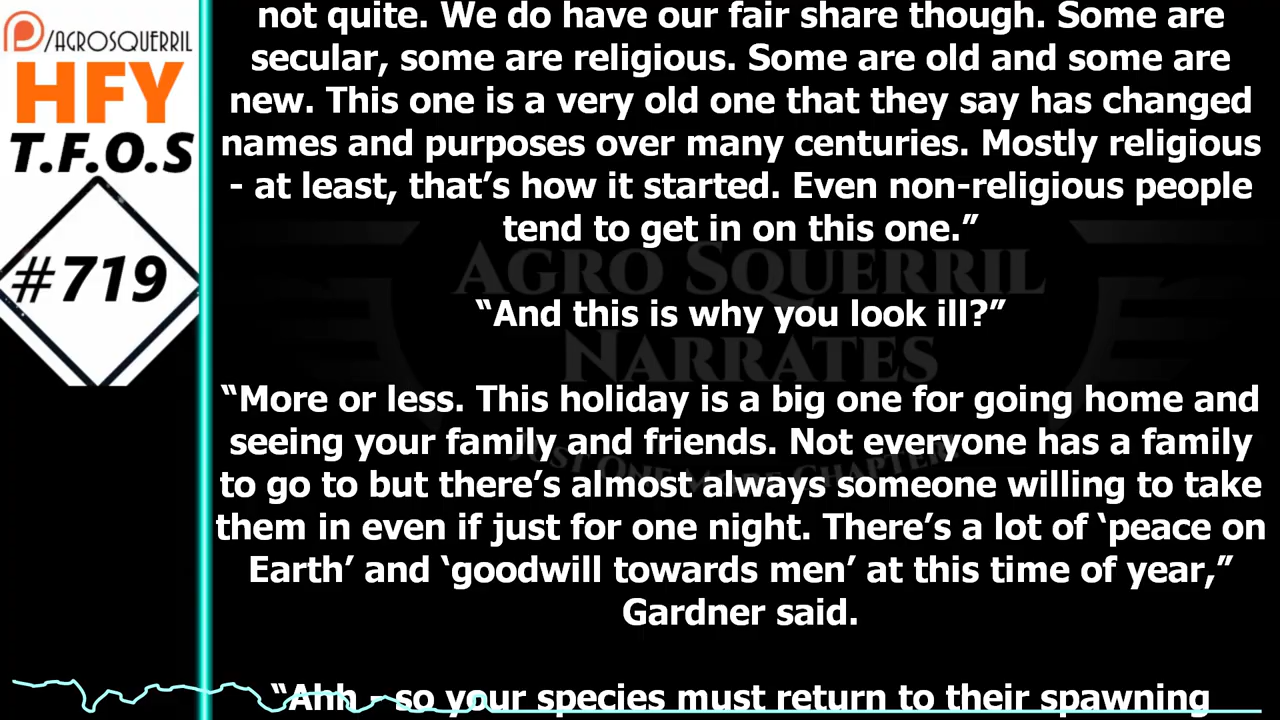 /AGROSQUERRIL
HFY
T.F.O.S
#719
not quite. We do have our fair share though. Some are
secular, some are religious. Some are old and some are
new. This one is a very old one that they say has changed
names and purposes over many centuries. Mostly religious
- at least, that’s how it started. Even non-religious people
tend to get in on this one.”
“And this is why you look ill?”
“More or less. This holiday is a big one for going home and
seeing your family and friends. Not everyone has a family
to go to but there’s almost always someone willing to take
them in even if just for one night. There’s a lot of ‘peace on
Earth’ and ‘goodwill towards men’ at this time of year,”
Gardner said.
“Ahh - so your species must return to their spawning
Agro Squerril
Narrates
Just One More Chapter